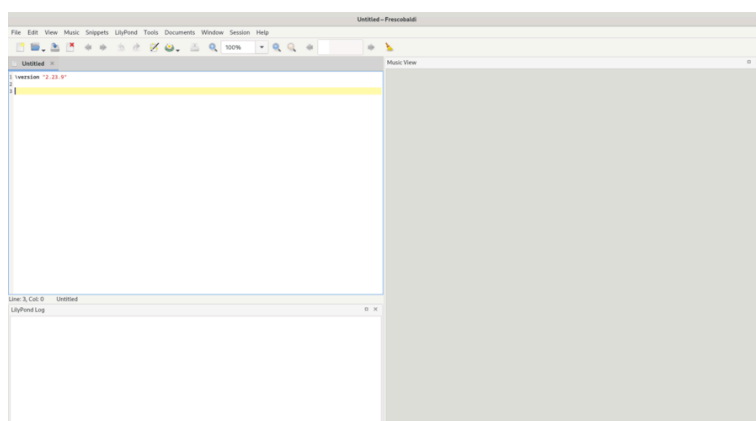 Untitled – Frescobaldi
File Edit View Music Snippets LilyPond Tools Documents Window Session Help
100%
Untitled ×
Music View
1 \version "2.23.9"
2
3
Line: 3, Col: 0 Untitled
LilyPond Log